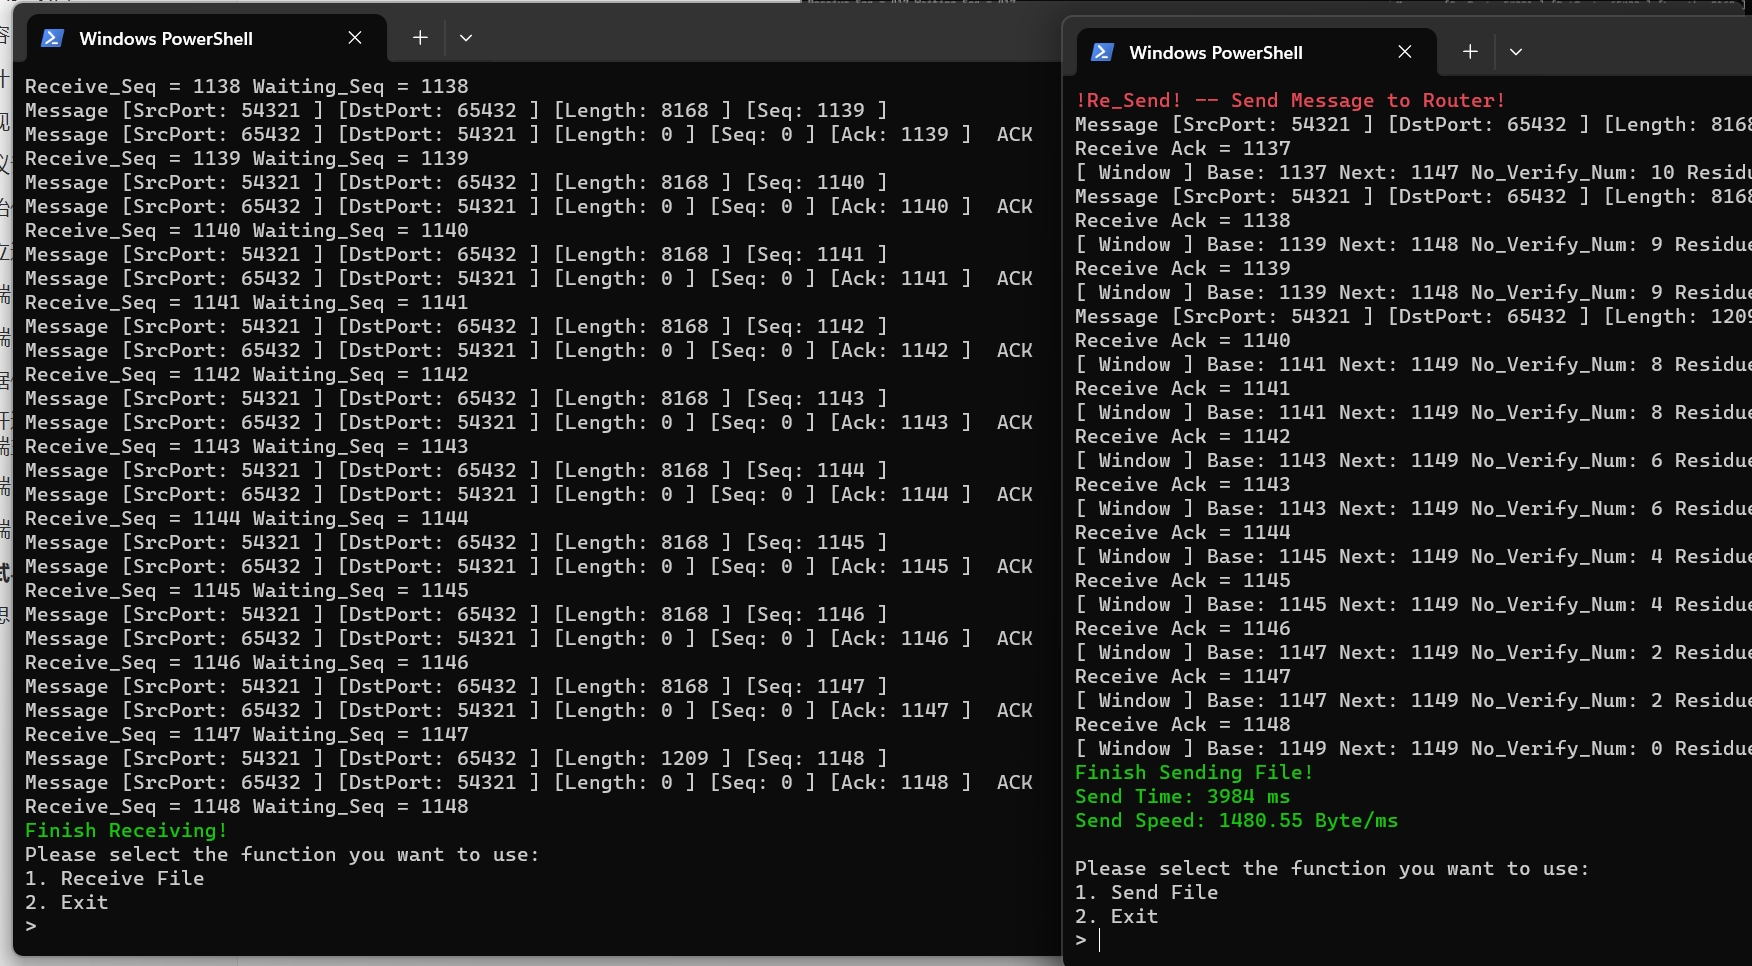 Windows PowerShell
Receive_Seq = 1138 Waiting_Seq = 1138
Message [SrcPort: 54321 ] [DstPort: 65432 ] [Length: 8168 ] [Seq: 1139 ]
Message [SrcPort: 65432 ] [DstPort: 54321 ] [Length: 0 ] [Seq: 0 ] [Ack: 1139 ]  ACK
Receive_Seq = 1139 Waiting_Seq = 1139
Message [SrcPort: 54321 ] [DstPort: 65432 ] [Length: 8168 ] [Seq: 1140 ]
Message [SrcPort: 65432 ] [DstPort: 54321 ] [Length: 0 ] [Seq: 0 ] [Ack: 1140 ]  ACK
Receive_Seq = 1140 Waiting_Seq = 1140
Message [SrcPort: 54321 ] [DstPort: 65432 ] [Length: 8168 ] [Seq: 1141 ]
Message [SrcPort: 65432 ] [DstPort: 54321 ] [Length: 0 ] [Seq: 0 ] [Ack: 1141 ]  ACK
Receive_Seq = 1141 Waiting_Seq = 1141
Message [SrcPort: 54321 ] [DstPort: 65432 ] [Length: 8168 ] [Seq: 1142 ]
Message [SrcPort: 65432 ] [DstPort: 54321 ] [Length: 0 ] [Seq: 0 ] [Ack: 1142 ]  ACK
Receive_Seq = 1142 Waiting_Seq = 1142
Message [SrcPort: 54321 ] [DstPort: 65432 ] [Length: 8168 ] [Seq: 1143 ]
Message [SrcPort: 65432 ] [DstPort: 54321 ] [Length: 0 ] [Seq: 0 ] [Ack: 1143 ]  ACK
Receive_Seq = 1143 Waiting_Seq = 1143
Message [SrcPort: 54321 ] [DstPort: 65432 ] [Length: 8168 ] [Seq: 1144 ]
Message [SrcPort: 65432 ] [DstPort: 54321 ] [Length: 0 ] [Seq: 0 ] [Ack: 1144 ]  ACK
Receive_Seq = 1144 Waiting_Seq = 1144
Message [SrcPort: 54321 ] [DstPort: 65432 ] [Length: 8168 ] [Seq: 1145 ]
Message [SrcPort: 65432 ] [DstPort: 54321 ] [Length: 0 ] [Seq: 0 ] [Ack: 1145 ]  ACK
Receive_Seq = 1145 Waiting_Seq = 1145
Message [SrcPort: 54321 ] [DstPort: 65432 ] [Length: 8168 ] [Seq: 1146 ]
Message [SrcPort: 65432 ] [DstPort: 54321 ] [Length: 0 ] [Seq: 0 ] [Ack: 1146 ]  ACK
Receive_Seq = 1146 Waiting_Seq = 1146
Message [SrcPort: 54321 ] [DstPort: 65432 ] [Length: 8168 ] [Seq: 1147 ]
Message [SrcPort: 65432 ] [DstPort: 54321 ] [Length: 0 ] [Seq: 0 ] [Ack: 1147 ]  ACK
Receive_Seq = 1147 Waiting_Seq = 1147
Message [SrcPort: 54321 ] [DstPort: 65432 ] [Length: 1209 ] [Seq: 1148 ]
Message [SrcPort: 65432 ] [DstPort: 54321 ] [Length: 0 ] [Seq: 0 ] [Ack: 1148 ]  ACK
Receive_Seq = 1148 Waiting_Seq = 1148
Finish Receiving!
Please select the function you want to use:
1. Receive File
2. Exit
>
Windows PowerShell
!Re_Send! -- Send Message to Router!
Message [SrcPort: 54321 ] [DstPort: 65432 ] [Length: 8168
Receive Ack = 1137
[ Window ] Base: 1137 Next: 1147 No_Verify_Num: 10 Residu
Message [SrcPort: 54321 ] [DstPort: 65432 ] [Length: 8168
Receive Ack = 1138
[ Window ] Base: 1139 Next: 1148 No_Verify_Num: 9 Residue
Receive Ack = 1139
[ Window ] Base: 1139 Next: 1148 No_Verify_Num: 9 Residue
Message [SrcPort: 54321 ] [DstPort: 65432 ] [Length: 1209
Receive Ack = 1140
[ Window ] Base: 1141 Next: 1149 No_Verify_Num: 8 Residue
Receive Ack = 1141
[ Window ] Base: 1141 Next: 1149 No_Verify_Num: 8 Residue
Receive Ack = 1142
[ Window ] Base: 1143 Next: 1149 No_Verify_Num: 6 Residue
Receive Ack = 1143
[ Window ] Base: 1143 Next: 1149 No_Verify_Num: 6 Residue
Receive Ack = 1144
[ Window ] Base: 1145 Next: 1149 No_Verify_Num: 4 Residue
Receive Ack = 1145
[ Window ] Base: 1145 Next: 1149 No_Verify_Num: 4 Residue
Receive Ack = 1146
[ Window ] Base: 1147 Next: 1149 No_Verify_Num: 2 Residue
Receive Ack = 1147
[ Window ] Base: 1147 Next: 1149 No_Verify_Num: 2 Residue
Receive Ack = 1148
[ Window ] Base: 1149 Next: 1149 No_Verify_Num: 0 Residue
Finish Sending File!
Send Time: 3984 ms
Send Speed: 1480.55 Byte/ms
Please select the function you want to use:
1. Send File
2. Exit
>